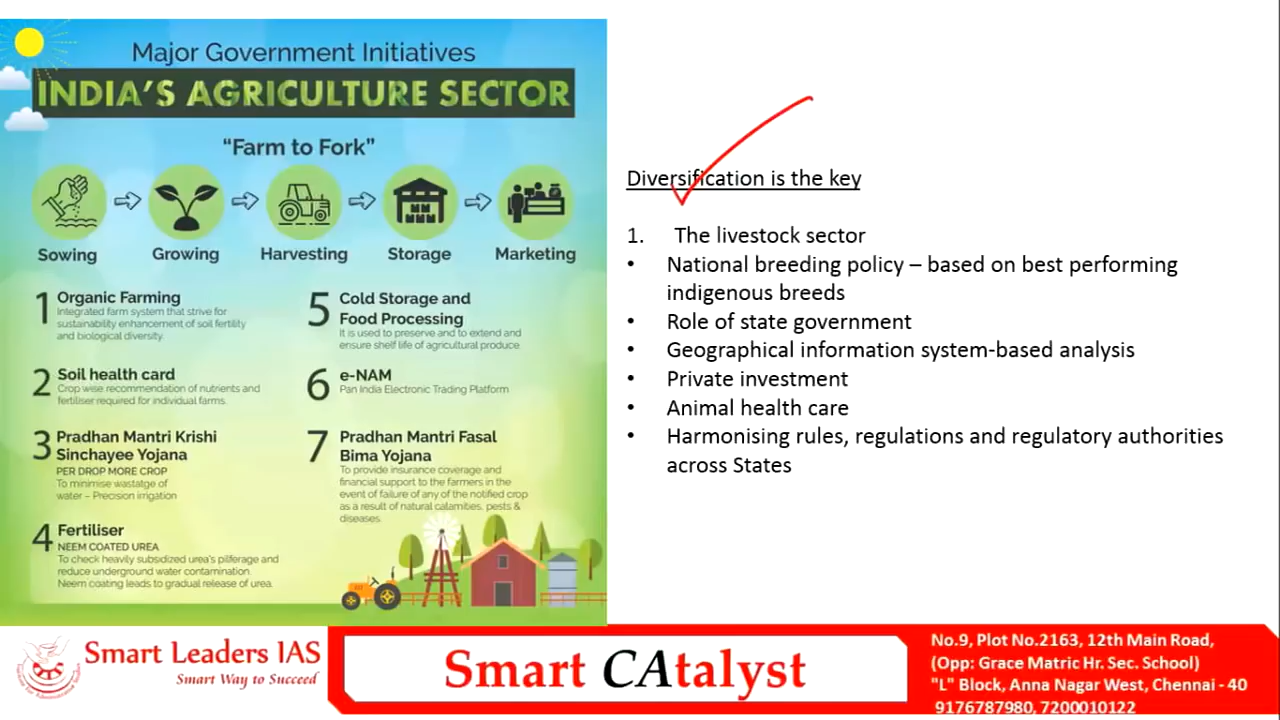 Major Government Initiatives
INDIA'S AGRICULTURE SECTOR
"Farm to Fork"
Sowing
Growing
Harvesting
Storage
Marketing
1 Organic Farming
Integrated farm system that strive for
sustainability enhancement of soil fertility
and biological diversity.
2 Soil health card
Crop wise recommendation of nutrients and
fertiliser required for individual farms.
3 Pradhan Mantri Krishi
Sinchayee Yojana
PER DROP MORE CROP
To minimise wastatge of
water – Precision irrigation
4 Fertiliser
NEEM COATED UREA
To check heavily subsidized urea's pilferage and
reduce underground water contamination.
Neem coating leads to gradual release of urea.
5 Cold Storage and
Food Processing
It is used to preserve and to extend and
ensure shelf life of agricultural produce.
6 e-NAM
Pan India Electronic Trading Platform
7 Pradhan Mantri Fasal
Bima Yojana
To provide insurance coverage and
financial support to the farmers in the
event of failure of any of the notified crop
as a result of natural calamities, pests &
diseases.
Diversification is the key
1. The livestock sector
• National breeding policy – based on best performing
indigenous breeds
• Role of state government
• Geographical information system-based analysis
• Private investment
• Animal health care
• Harmonising rules, regulations and regulatory authorities
across States
Smart Leaders IAS
Smart Way to Succeed
Smart CAtalyst
No.9, Plot No.2163, 12th Main Road,
(Opp: Grace Matric Hr. Sec. School)
"L" Block, Anna Nagar West, Chennai - 40
9176787980, 7200010122